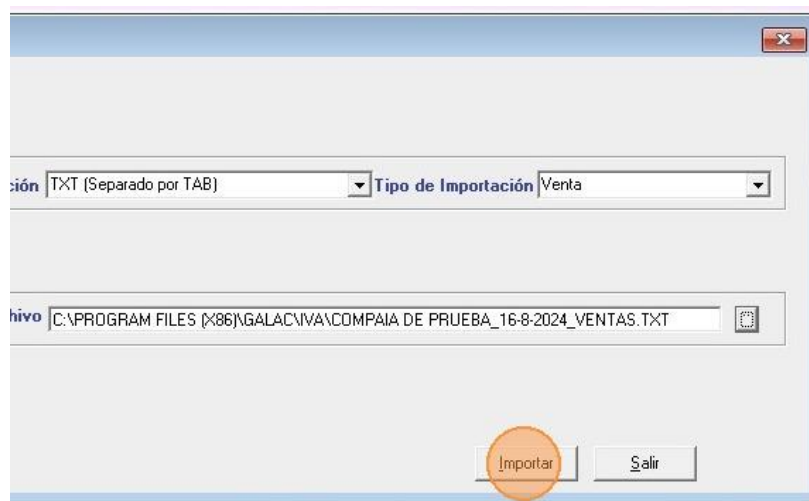 ción TXT (Separado por TAB) Tipo de Importación Venta
hivo C:\PROGRAM FILES (X86)\GALAC\IVA\COMPAIA DE PRUEBA_16-8-2024_VENTAS.TXT
Importar Salir